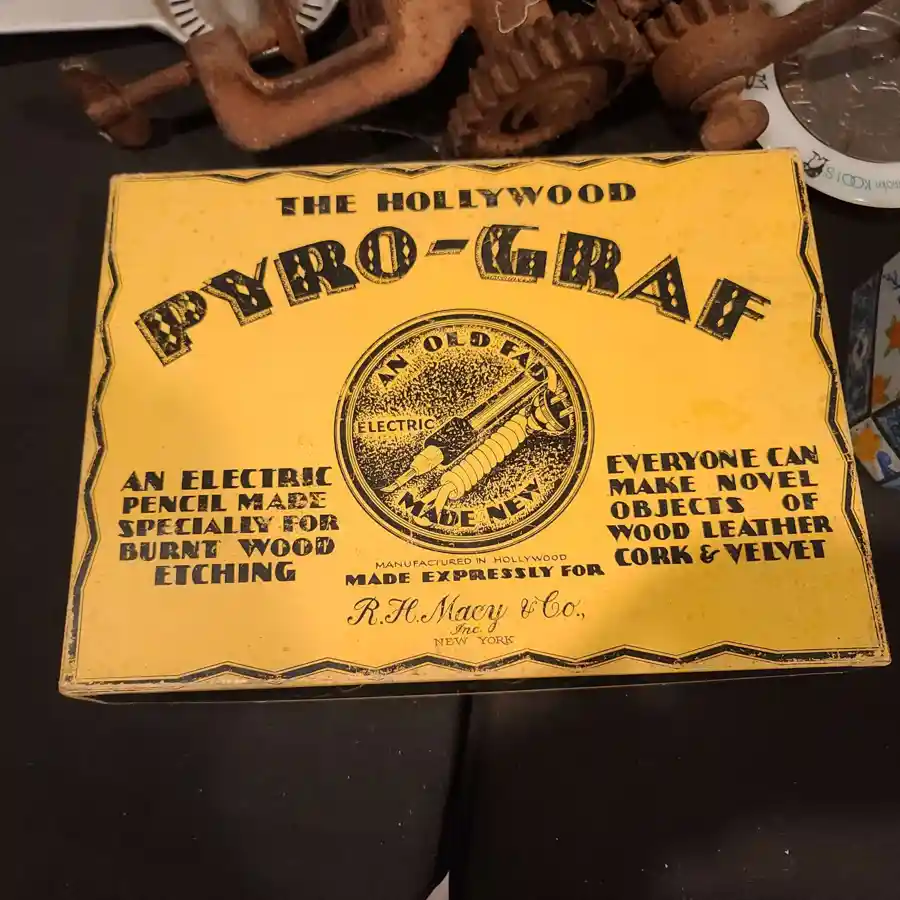 THE HOLLYWOOD
PYRO-GRAF
AN OLD FAD
ELECTRIC
MADE NEW
AN ELECTRIC
PENCIL MADE
SPECIALLY FOR
BURNT WOOD
ETCHING
EVERYONE CAN
MAKE NOVEL
OBJECTS OF
WOOD LEATHER
CORK & VELVET
MANUFACTURED IN HOLLYWOOD
MADE EXPRESSLY FOR
R.H. Macy & Co.,
Inc.
NEW YORK